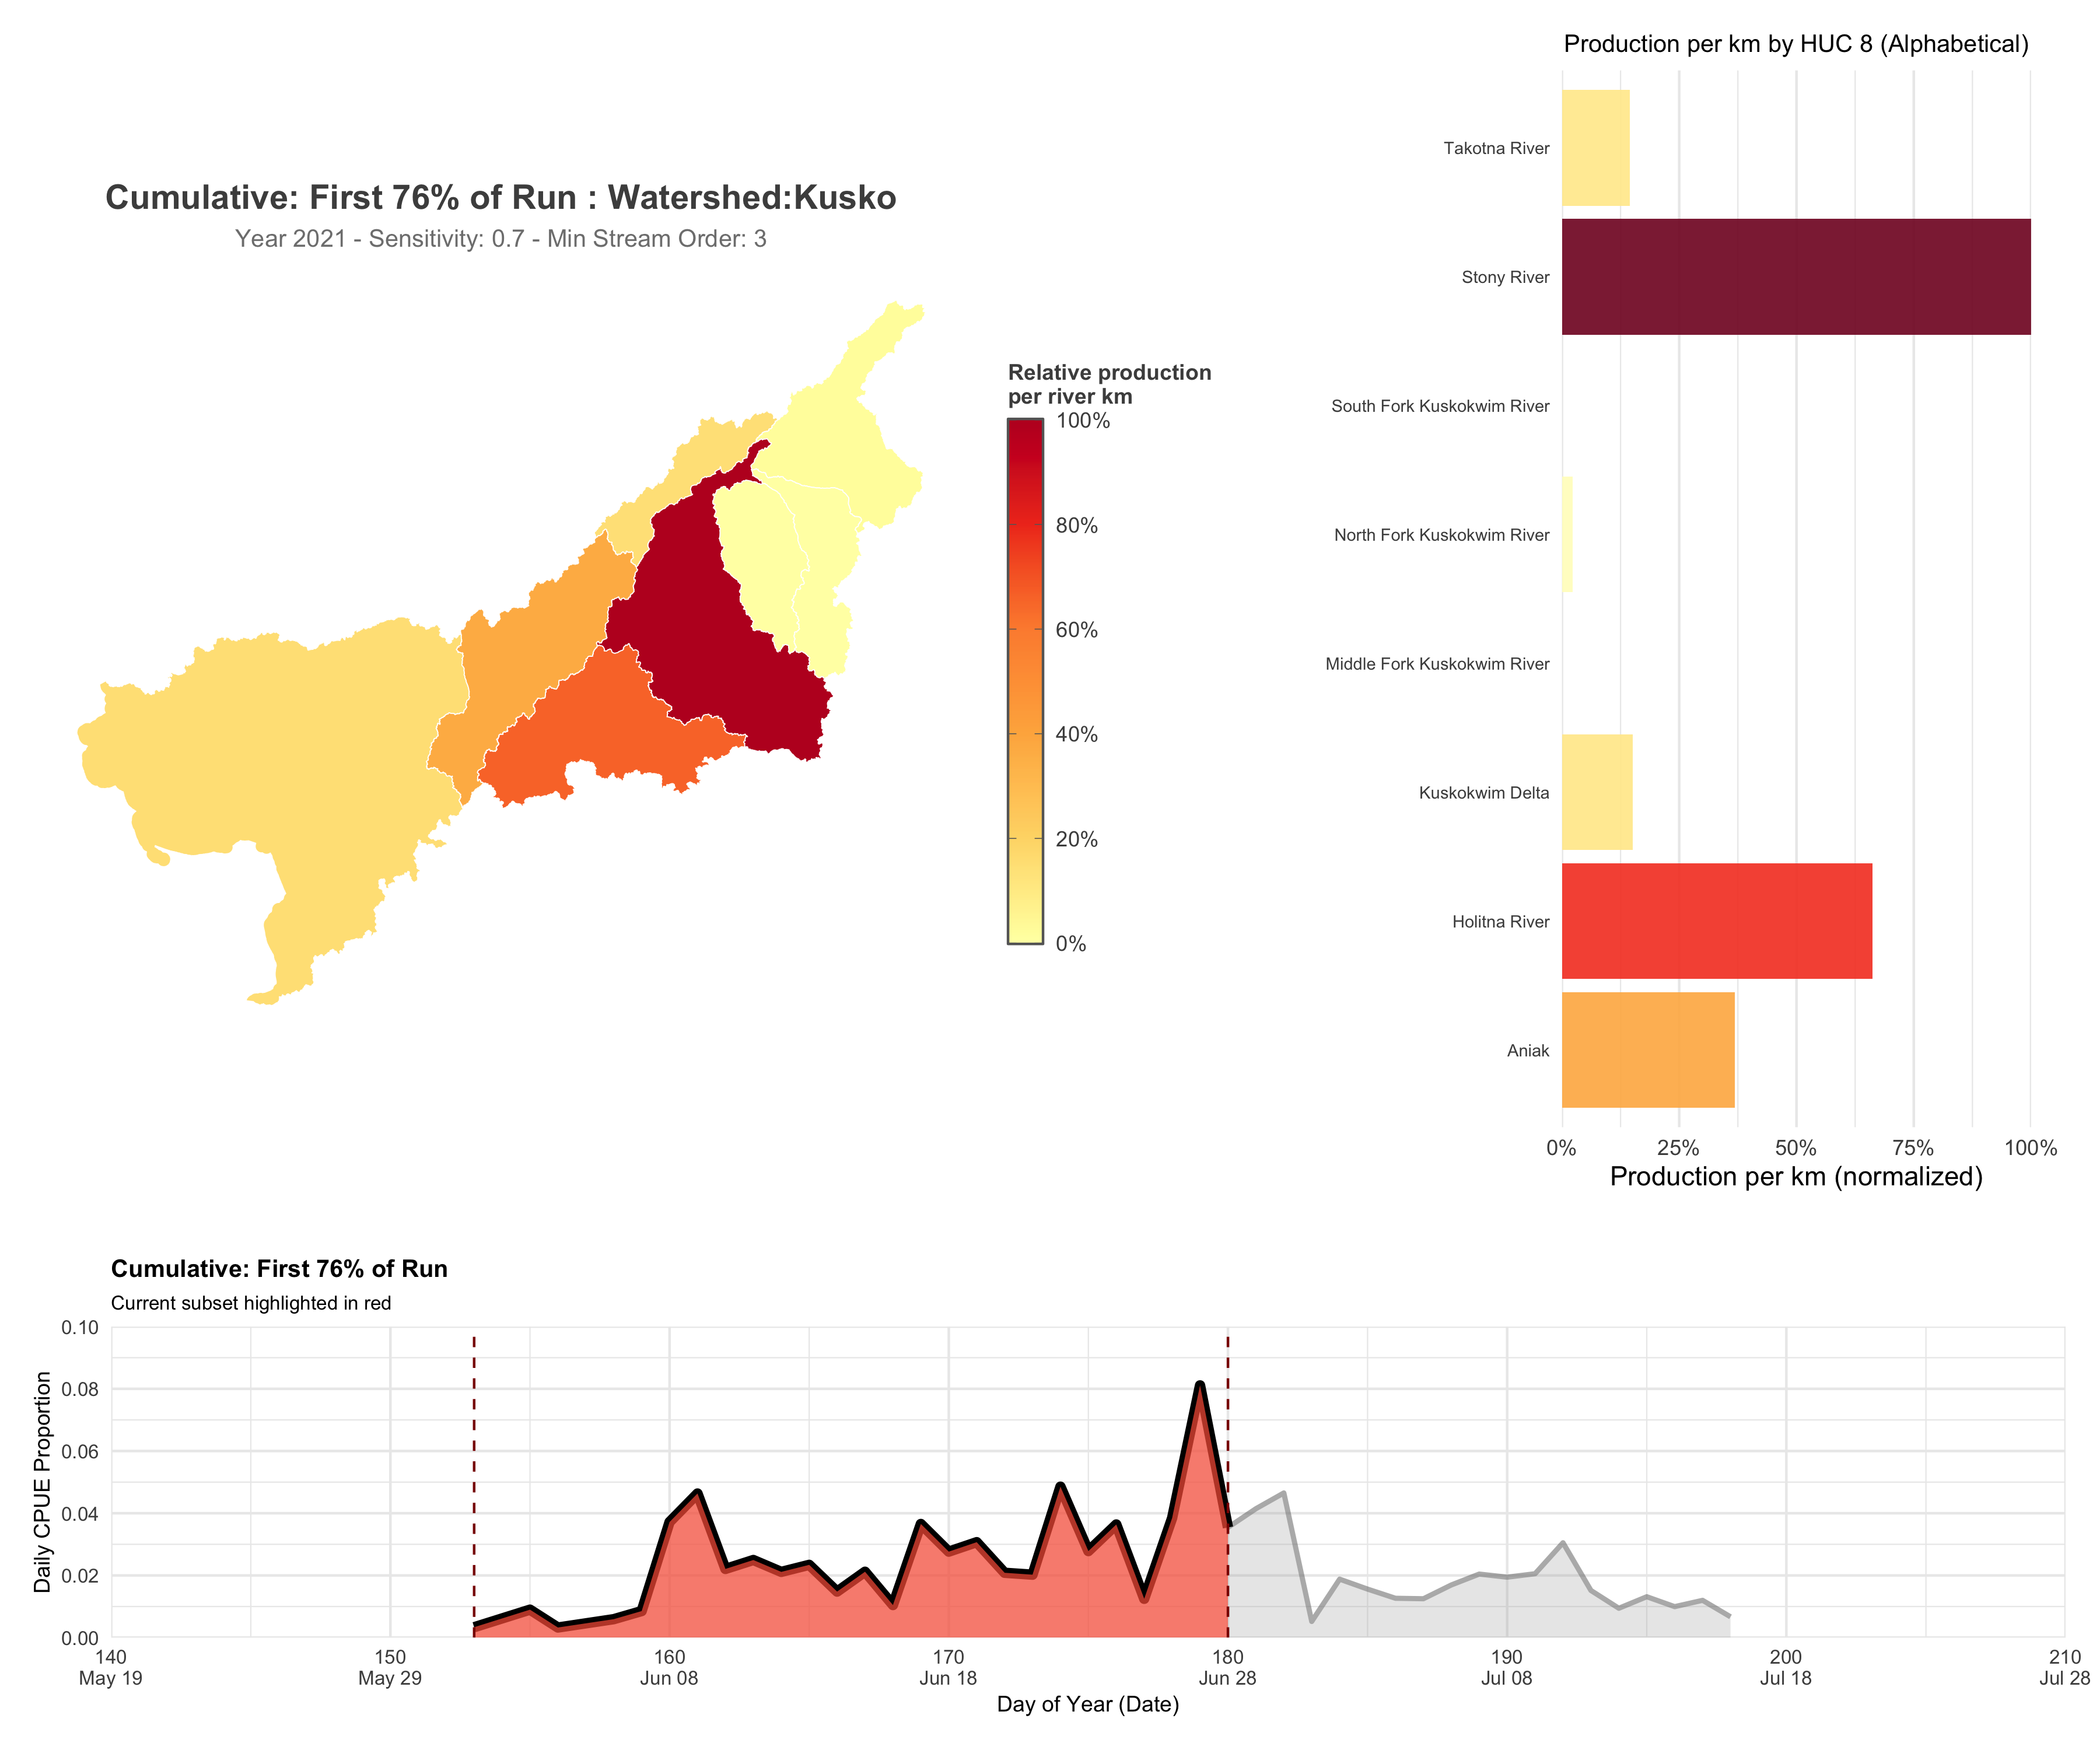 Cumulative: First 76% of Run : Watershed:Kusko
Year 2021 - Sensitivity: 0.7 - Min Stream Order: 3
Relative production
per river km
100%
80%
60%
40%
20%
0%
Production per km by HUC 8 (Alphabetical)
Takotna River
Stony River
South Fork Kuskokwim River
North Fork Kuskokwim River
Middle Fork Kuskokwim River
Kuskokwim Delta
Holitna River
Aniak
0% 25% 50% 75% 100%
Production per km (normalized)
Cumulative: First 76% of Run
Current subset highlighted in red
Daily CPUE Proportion
0.10
0.08
0.06
0.04
0.02
0.00
140 150 160 170 180 190 200 210
May 19 May 29 Jun 08 Jun 18 Jun 28 Jul 08 Jul 18 Jul 28
Day of Year (Date)